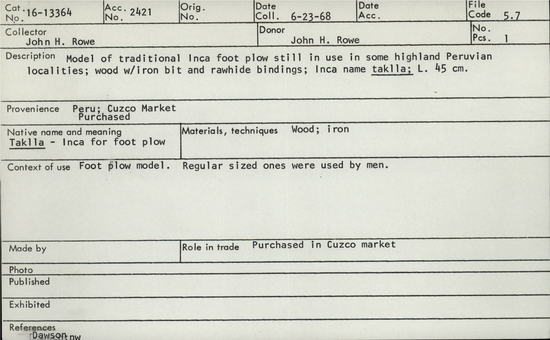 Cat. No. 16-13364 Acc. No. 2421 Orig. No. Date Coll. 6-23-68 Date Acc. File Code 5.7
Collector John H. Rowe Donor John H. Rowe No. Pcs. 1
Description Model of traditional Inca foot plow still in use in some highland Peruvian
localities; wood w/iron bit and rawhide bindings; Inca name taklla; L. 45 cm.
Provenience Peru; Cuzco Market
Purchased
Native name and meaning
Taklla - Inca for foot plow
Materials, techniques Wood; iron
Context of use Foot plow model. Regular sized ones were used by men.
Made by
Role in trade Purchased in Cuzco market
Photo
Published
Exhibited
References
Dawson nw